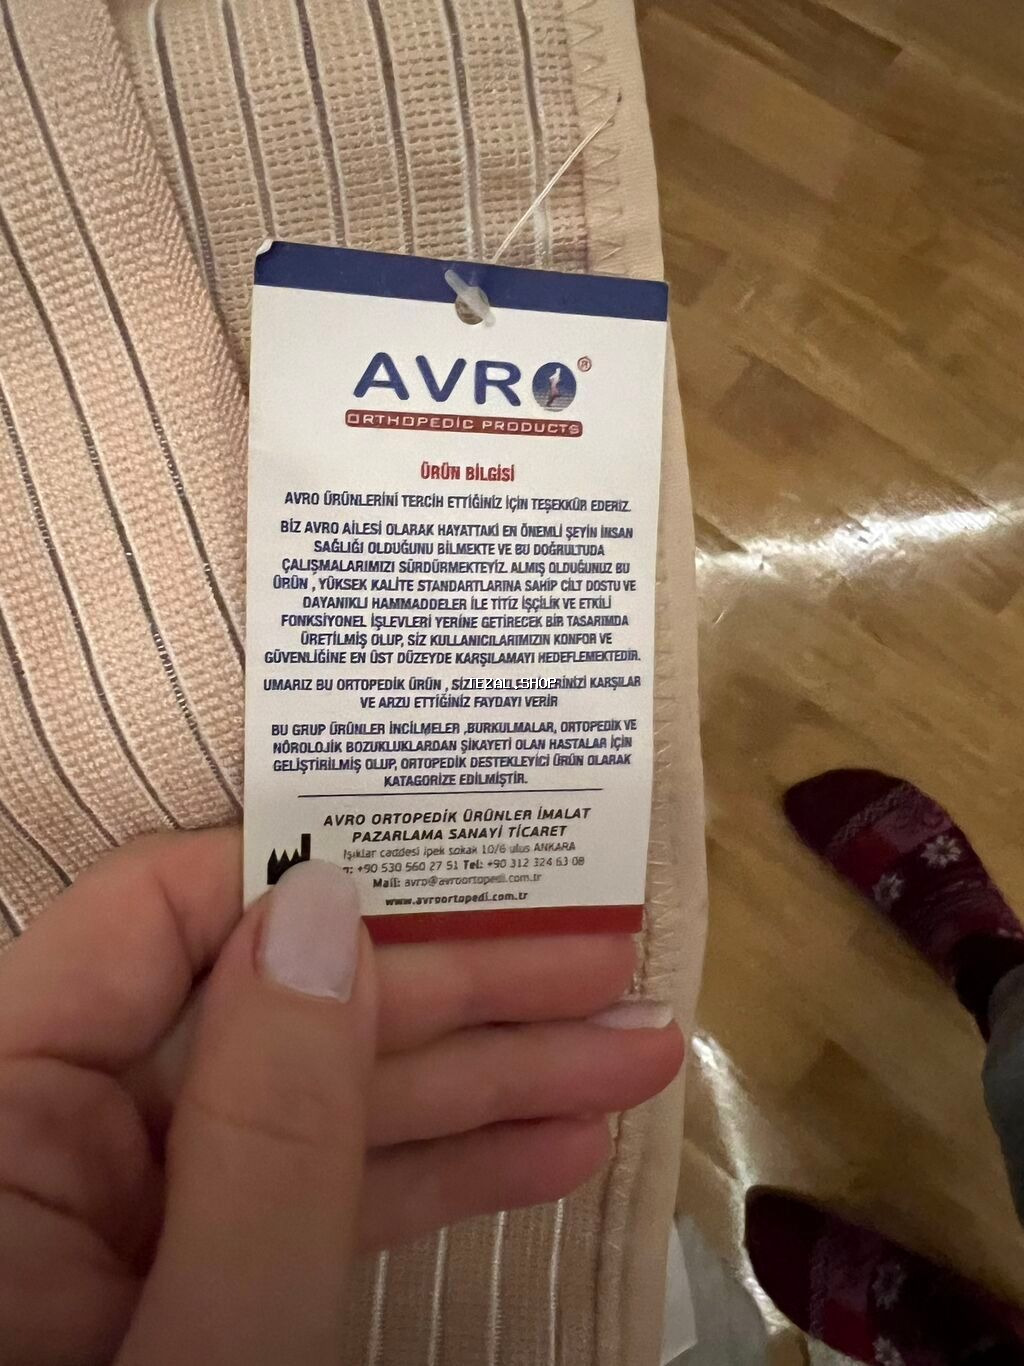 AVRO®
ORTHOPEDİC PRODUCTS
ÜRÜN BİLGİSİ
AVRO ÜRÜNLERİNİ TERCİH ETTİĞİNİZ İÇİN TEŞEKKÜR EDERİZ.
BİZ AVRO AİLESİ OLARAK HAYATTAKİ EN ÖNEMLİ ŞEYİN İNSAN
SAĞLIĞI OLDUĞUNU BİLMEKTE VE BU DOĞRULTUDA
ÇALIŞMALARIMIZI SÜRDÜRMEKTEYİZ. ALMIŞ OLDUĞUNUZ BU
ÜRÜN , YÜKSEK KALİTE STANDARTLARINA SAHİP CİLT DOSTU VE
DAYANIKLI HAMMADDELER İLE TİTİZ İŞÇİLİK VE ETKİLİ
FONKSİYONEL İŞLEVLERİ YERİNE GETİRECEK BİR TASARIMDA
ÜRETİLMİŞ OLUP, SİZ KULLANICILARIMIZIN KONFOR VE
GÜVENLİĞİNE EN ÜST DÜZEYDE KARŞILAMAYI HEDEFLEMEKTEDİR.
UMARIZ BU ORTOPEDİK ÜRÜN , KARŞILAR
TEZAL.SHOP
VE ARZU ETTİĞİNİZ FAYDAYI VERİR
BU GRUP ÜRÜNLER İNCİLMELER ,BURKULMALAR, ORTOPEDİK VE
NÖROLOJİK BOZUKLUKLARDAN ŞİKAYETİ OLAN HASTALAR İÇİN
GELİŞTİRİLMİŞ OLUP, ORTOPEDİK DESTEKLEYİCİ ÜRÜN OLARAK
KATAGORİZE EDİLMİŞTİR.
AVRO ORTOPEDİK ÜRÜNLER İMALAT
PAZARLAMA SANAYİ TİCARET
Işıklar caddesi ipek sokak 10/6 ulus ANKARA
+90 530 560 27 51 Tel: +90 312 324 63 08
Mail: avro@avroortopedi.com.tr
www.avroortopedi.com.tr